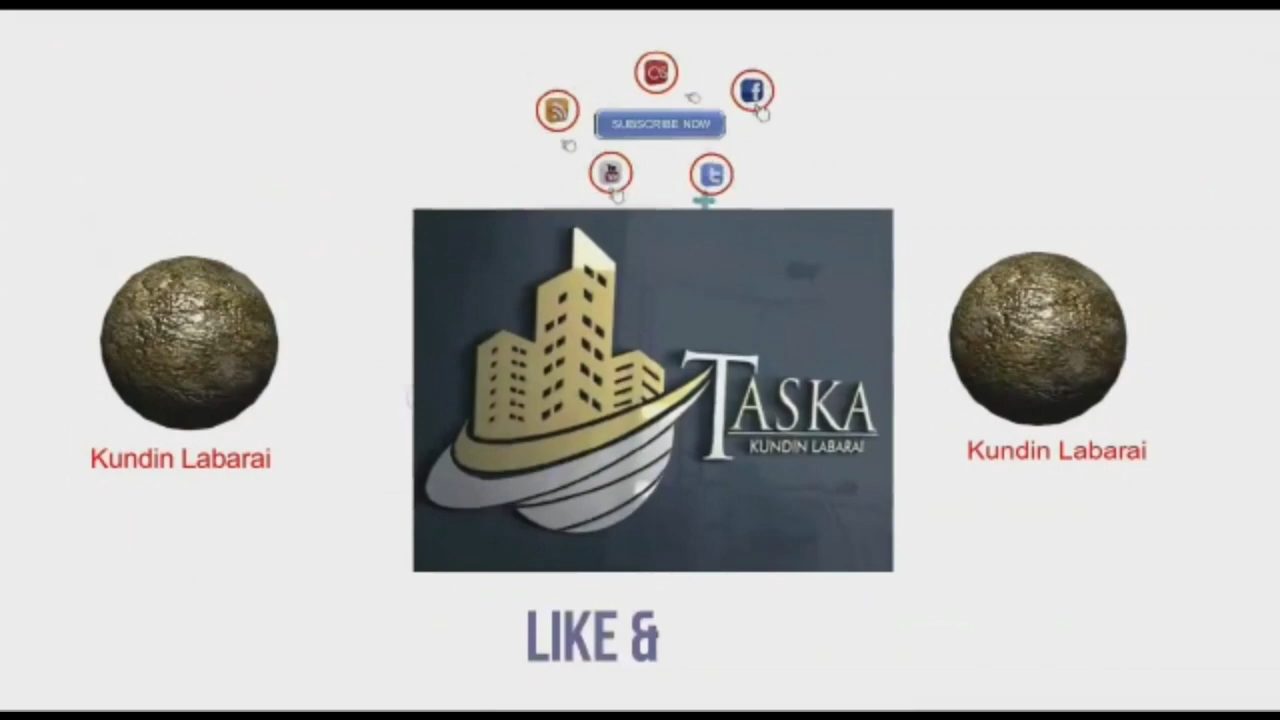 SUBSCRIBE NOW
TASKA
KUNDIN LABARAI
Kundin Labarai
Kundin Labarai
LIKE &